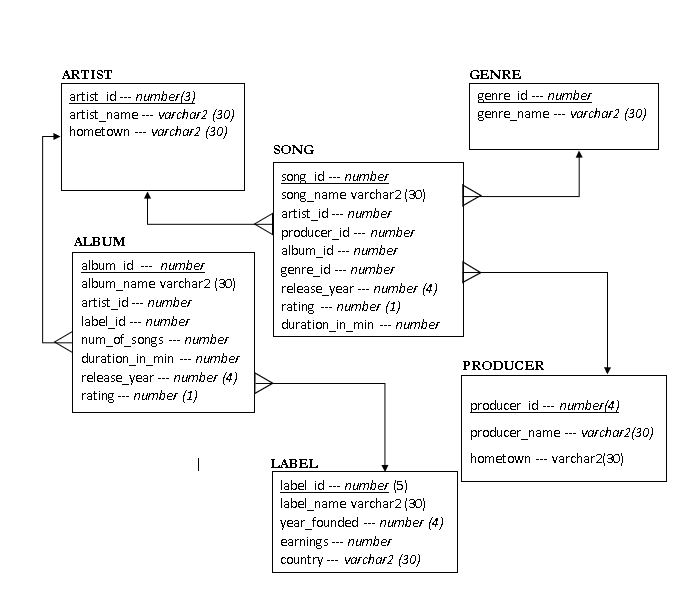 ARTIST
artist_id --- number(3)
artist_name --- varchar2 (30)
hometown --- varchar2 (30)
GENRE
genre_id --- number
genre_name --- varchar2 (30)
SONG
song_id --- number
song_name varchar2 (30)
artist_id --- number
producer_id --- number
album_id --- number
genre_id --- number
release_year --- number (4)
rating --- number (1)
duration_in_min --- number
ALBUM
album_id --- number
album_name varchar2 (30)
artist_id --- number
label_id --- number
num_of_songs --- number
duration_in_min --- number
release_year --- number (4)
rating --- number (1)
PRODUCER
producer_id --- number(4)
producer_name --- varchar2(30)
hometown --- varchar2(30)
LABEL
label_id --- number (5)
label_name varchar2 (30)
year_founded --- number (4)
earnings --- number
country --- varchar2 (30)